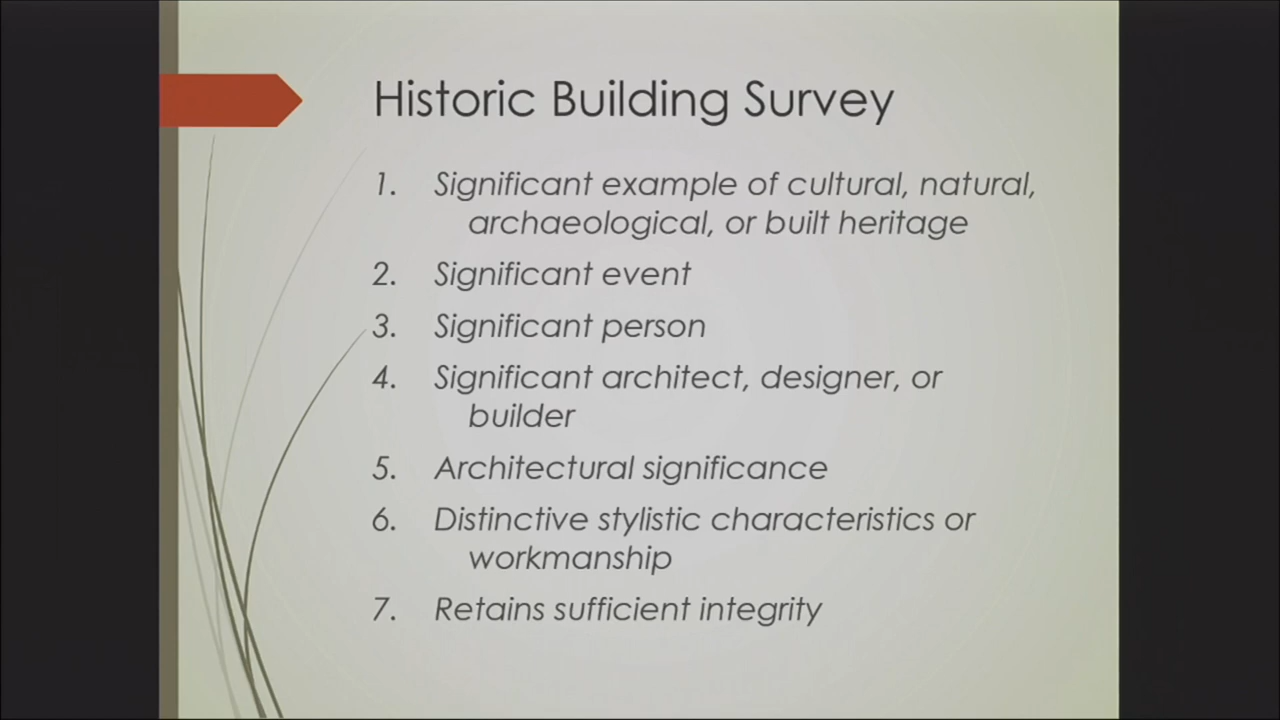 Historic Building Survey
1. Significant example of cultural, natural,
archaeological, or built heritage
2. Significant event
3. Significant person
4. Significant architect, designer, or
builder
5. Architectural significance
6. Distinctive stylistic characteristics or
workmanship
7. Retains sufficient integrity